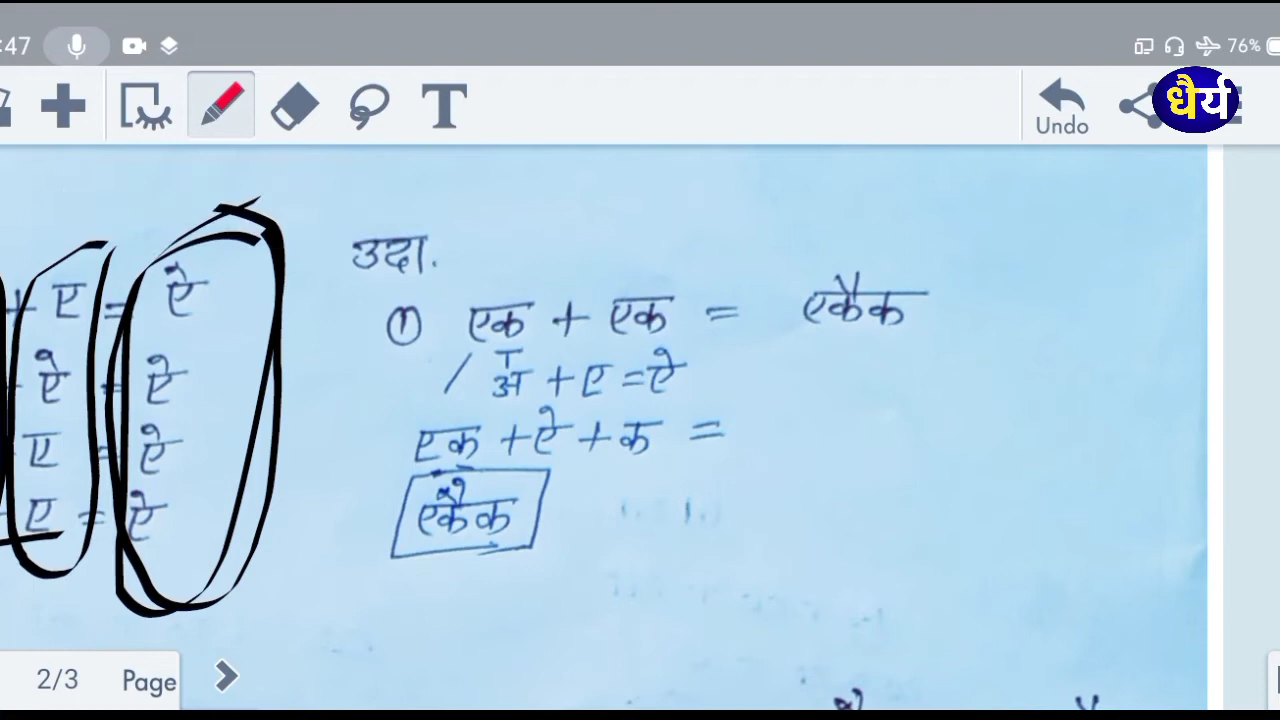 :47
76%
धैर्य
T
Undo
+ ए = ऐ
ऐ = ऐ
ए = ऐ
ए = ऐ
उदा.
① एक + एक = एकैक
/ अ + ए = ऐ
एक + ऐ + क =
एकैक
2/3 Page